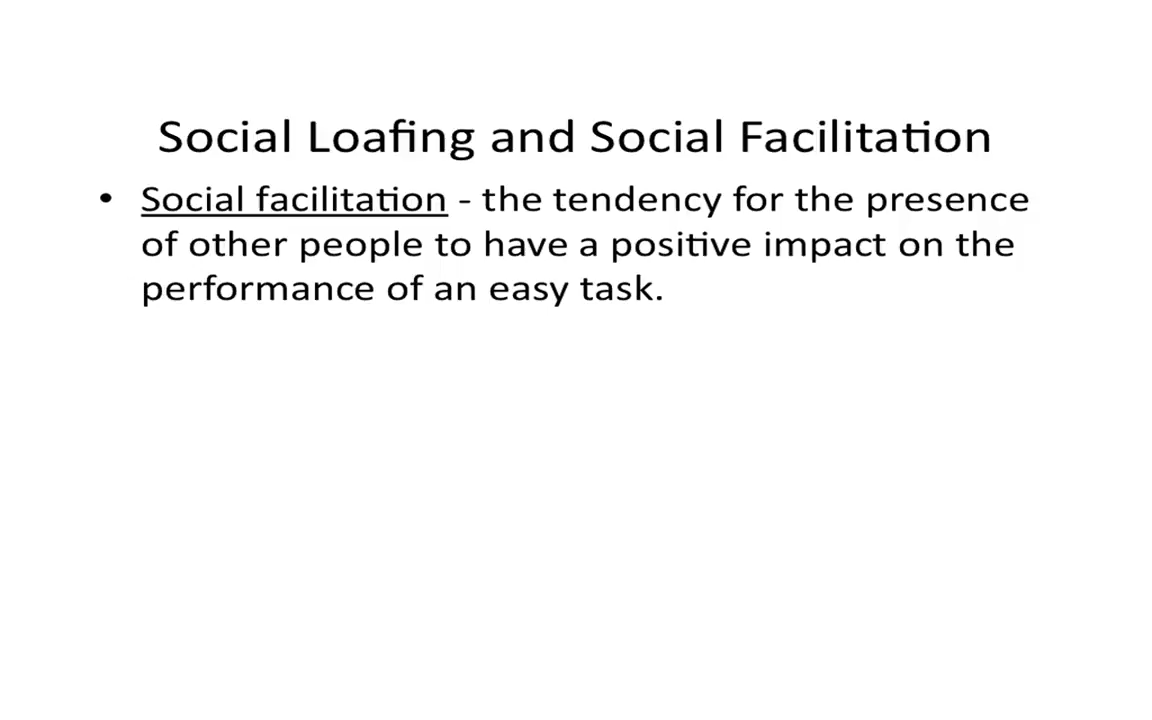 Social Loafing and Social Facilitation
• Social facilitation - the tendency for the presence
of other people to have a positive impact on the
performance of an easy task.